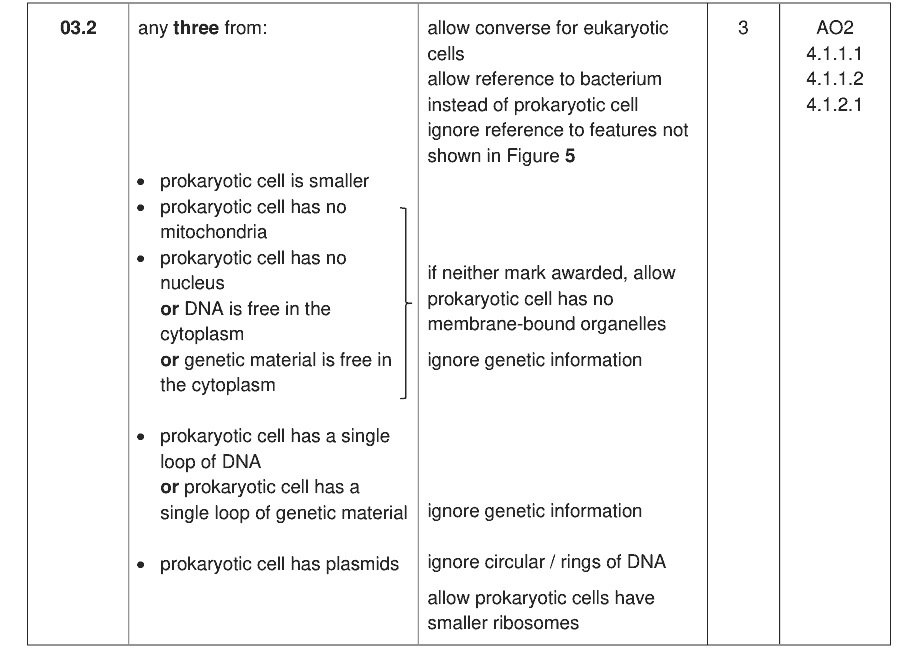 03.2
any three from:
allow converse for eukaryotic
cells
allow reference to bacterium
instead of prokaryotic cell
ignore reference to features not
shown in Figure 5
3
AO2
4.1.1.1
4.1.1.2
4.1.2.1
• prokaryotic cell is smaller
• prokaryotic cell has no
mitochondria
• prokaryotic cell has no
nucleus
or DNA is free in the
cytoplasm
or genetic material is free in
the cytoplasm
if neither mark awarded, allow
prokaryotic cell has no
membrane-bound organelles
ignore genetic information
• prokaryotic cell has a single
loop of DNA
or prokaryotic cell has a
single loop of genetic material
ignore genetic information
• prokaryotic cell has plasmids
ignore circular / rings of DNA
allow prokaryotic cells have
smaller ribosomes